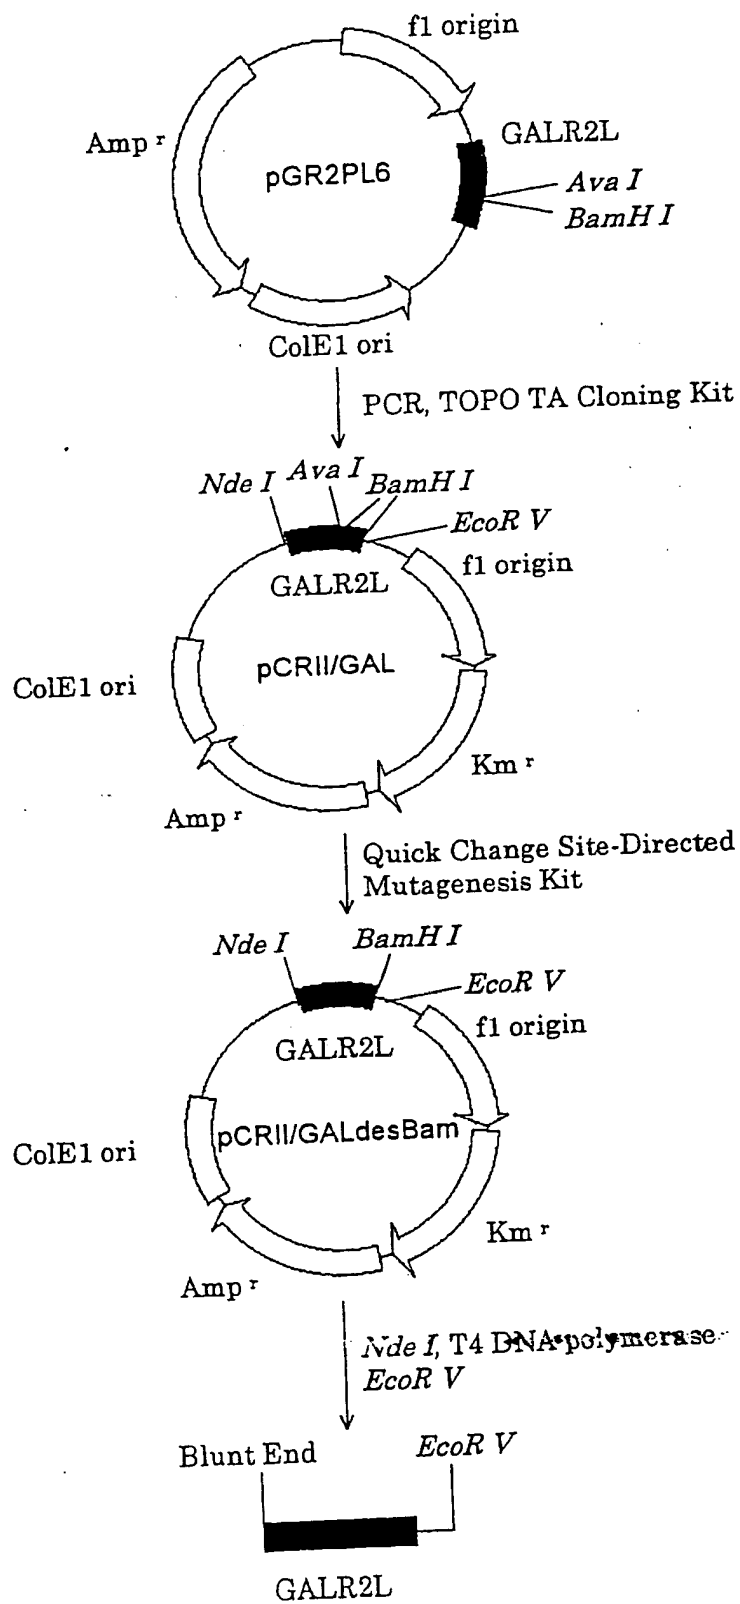 f1 origin
Amp r
GALR2L
pGR2PL6
Ava I
BamH I
ColE1 ori
PCR, TOPO TA Cloning Kit
Nde I
Ava I
BamH I
EcoR V
f1 origin
GALR2L
pCRII/GAL
ColE1 ori
Km r
Amp r
Quick Change Site-Directed
Mutagenesis Kit
Nde I
BamH I
EcoR V
f1 origin
GALR2L
pCRII/GALdesBam
ColE1 ori
Km r
Amp r
Nde I, T4 DNA polymerase
EcoR V
Blunt End
EcoR V
GALR2L